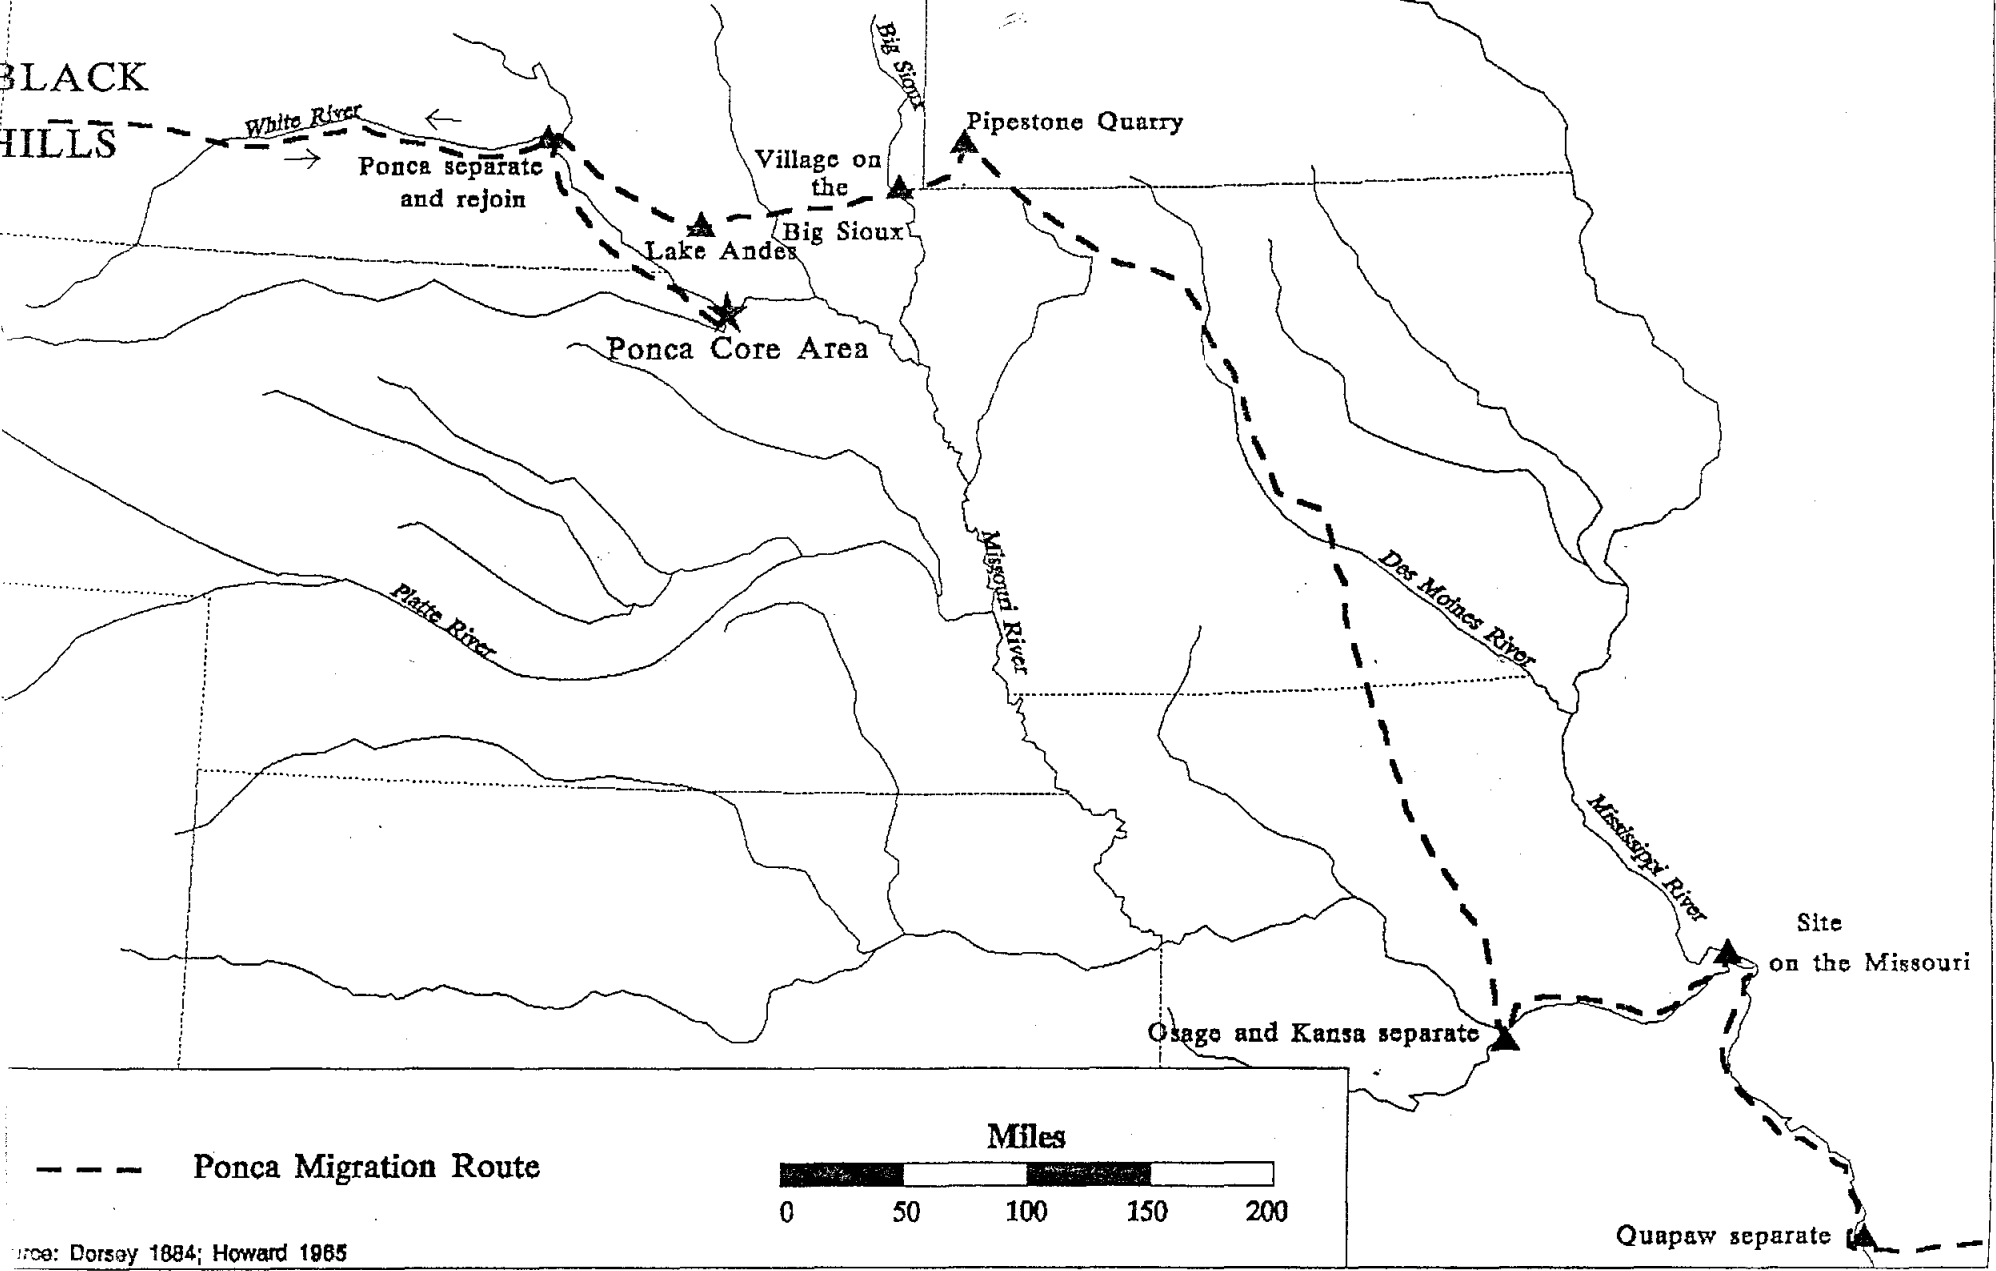 BLACK
HILLS
White River
Big Sioux
Pipestone Quarry
Village on
the
Big Sioux
Ponca separate
and rejoin
Lake Andes
Ponca Core Area
Missouri River
Des Moines River
Platte River
Mississippi River
Site
on the Missouri
Osage and Kansa separate
Quapaw separate
Ponca Migration Route
Miles
0 50 100 150 200
rce: Dorsey 1884; Howard 1965